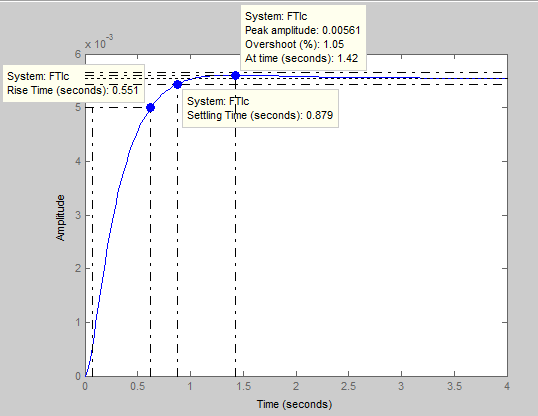 System: FTlc
Peak amplitude: 0.00561
Overshoot (%): 1.05
At time (seconds): 1.42
x 10^-3
System: FTlc
Rise Time (seconds): 0.551
System: FTlc
Settling Time (seconds): 0.879
6
5
4
3
2
1
0
Amplitude
0 0.5 1 1.5 2 2.5 3 3.5 4
Time (seconds)